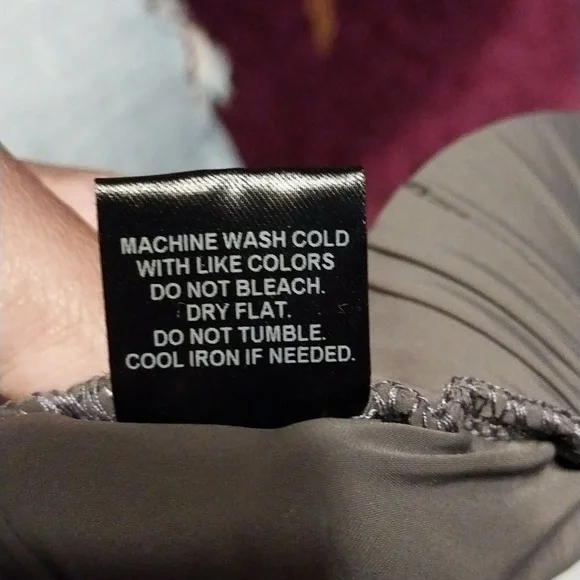 MACHINE WASH COLD
WITH LIKE COLORS
DO NOT BLEACH.
DRY FLAT.
DO NOT TUMBLE.
COOL IRON IF NEEDED.